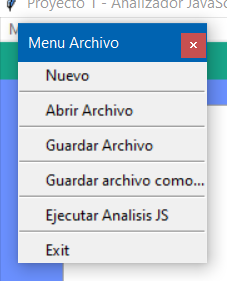 Proyecto 1 - Analizador JavaSc
M
Menu Archivo
Nuevo
Abrir Archivo
Guardar Archivo
Guardar archivo como...
Ejecutar Analisis JS
Exit